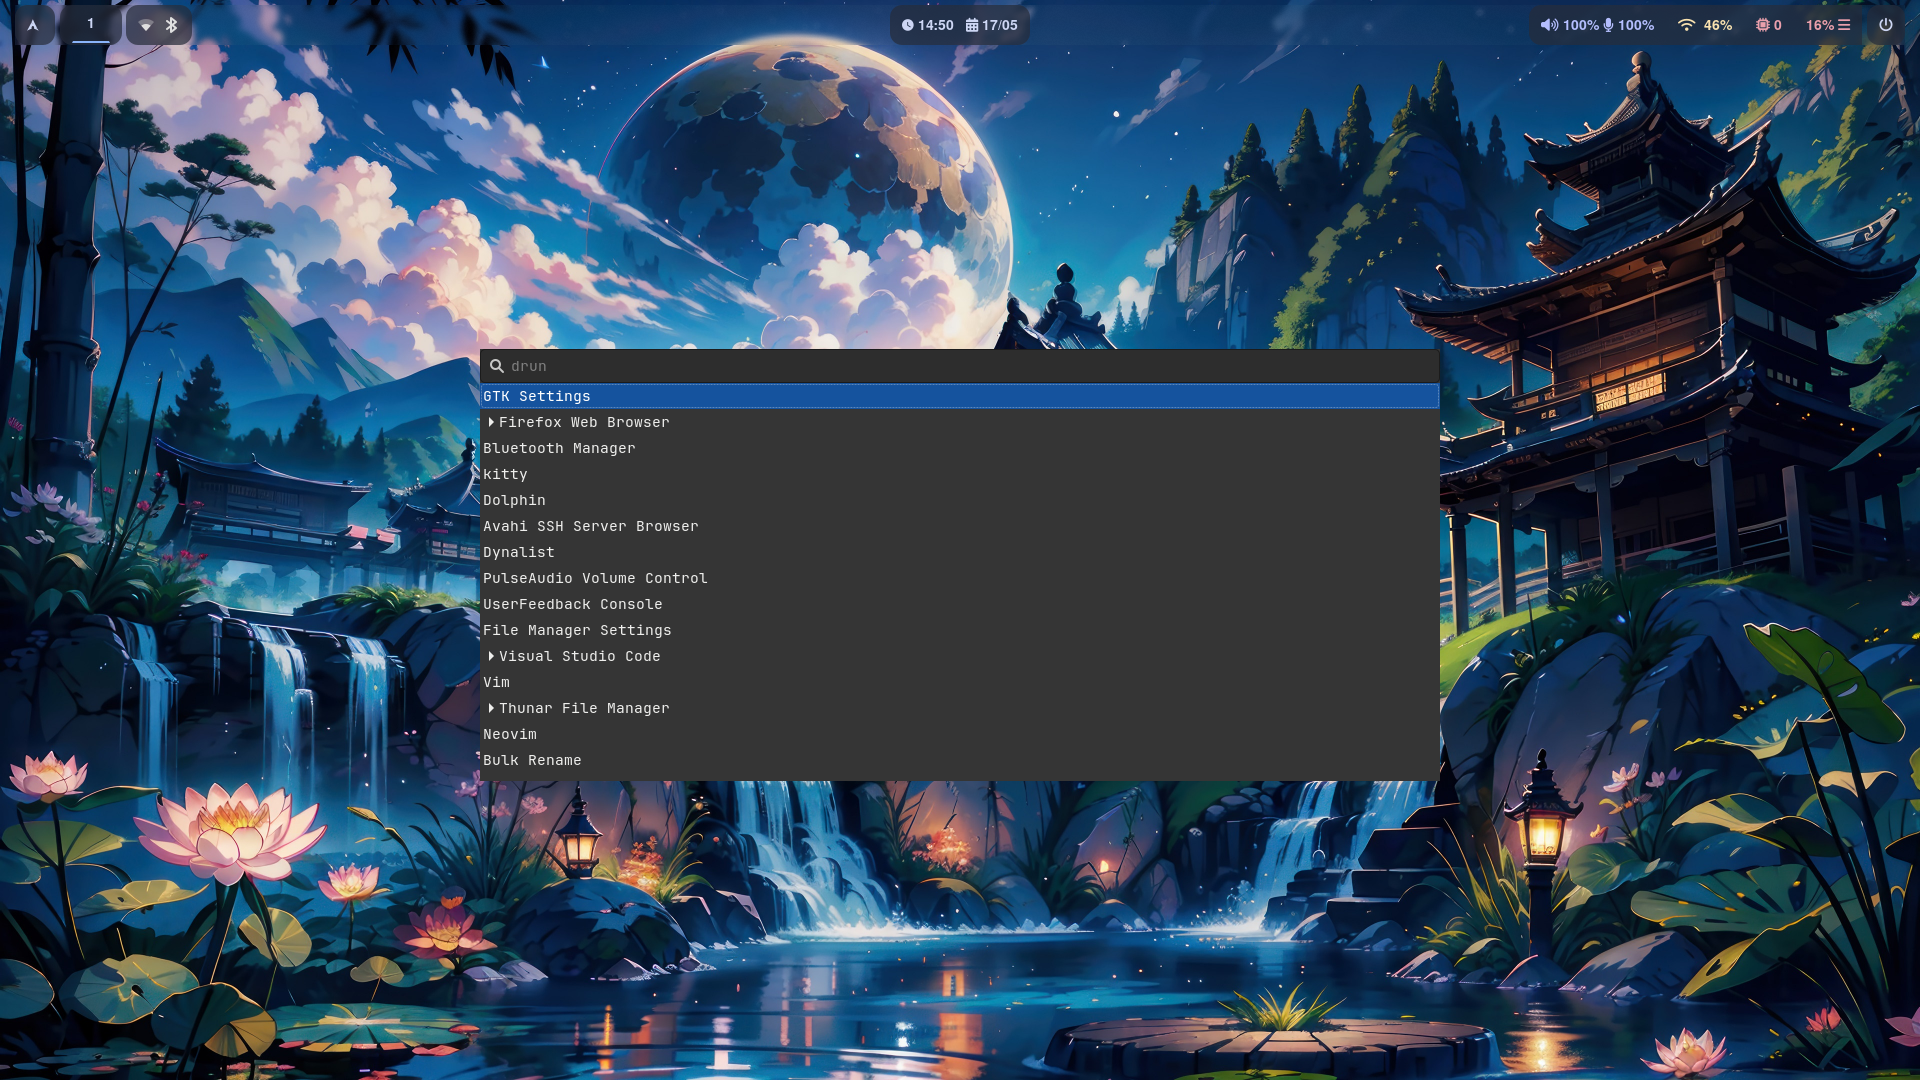 1
14:50 17/05
100% 100% 46% 0 16%
drun
GTK Settings
Firefox Web Browser
Bluetooth Manager
kitty
Dolphin
Avahi SSH Server Browser
Dynalist
PulseAudio Volume Control
UserFeedback Console
File Manager Settings
Visual Studio Code
Vim
Thunar File Manager
Neovim
Bulk Rename